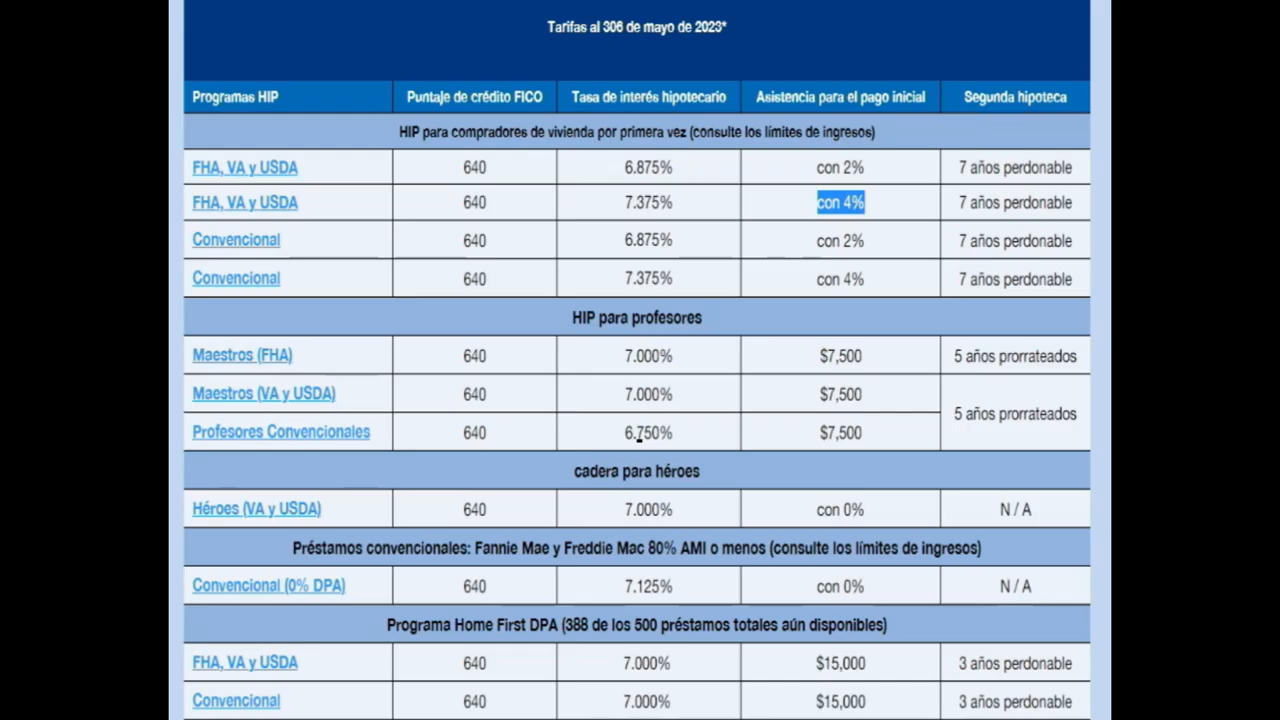 Tarifas al 306 de mayo de 2023*
Programas HIP Puntaje de crédito FICO Tasa de interés hipotecario Asistencia para el pago inicial Segunda hipoteca
HIP para compradores de vivienda por primera vez (consulte los límites de ingresos)
FHA, VA y USDA 640 6.875% con 2% 7 años perdonable
FHA, VA y USDA 640 7.375% con 4% 7 años perdonable
Convencional 640 6.875% con 2% 7 años perdonable
Convencional 640 7.375% con 4% 7 años perdonable
HIP para profesores
Maestros (FHA) 640 7.000% $7,500 5 años prorrateados
Maestros (VA y USDA) 640 7.000% $7,500 5 años prorrateados
Profesores Convencionales 640 6.750% $7,500
cadera para héroes
Héroes (VA y USDA) 640 7.000% con 0% N / A
Préstamos convencionales: Fannie Mae y Freddie Mac 80% AMI o menos (consulte los límites de ingresos)
Convencional (0% DPA) 640 7.125% con 0% N / A
Programa Home First DPA (388 de los 500 préstamos totales aún disponibles)
FHA, VA y USDA 640 7.000% $15,000 3 años perdonable
Convencional 640 7.000% $15,000 3 años perdonable